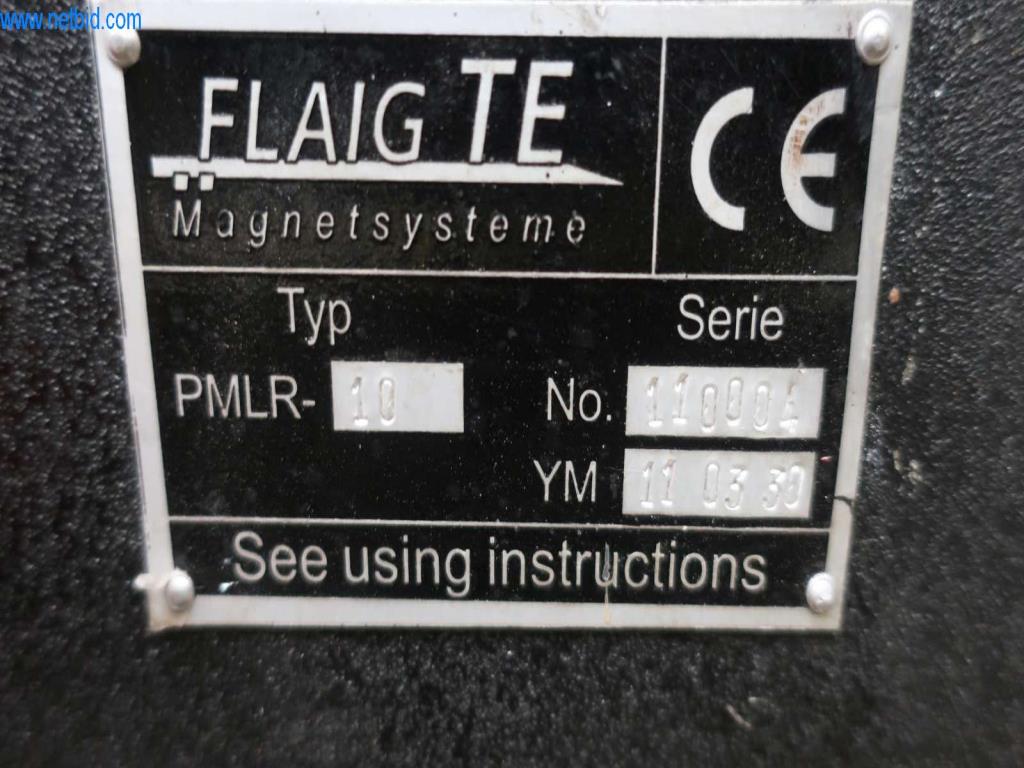 www.netbid.com
FLAIG TE
CE
Magnetsysteme
Typ
Serie
PMLR- 10
No. 110004
YM 11 03 30
See using instructions